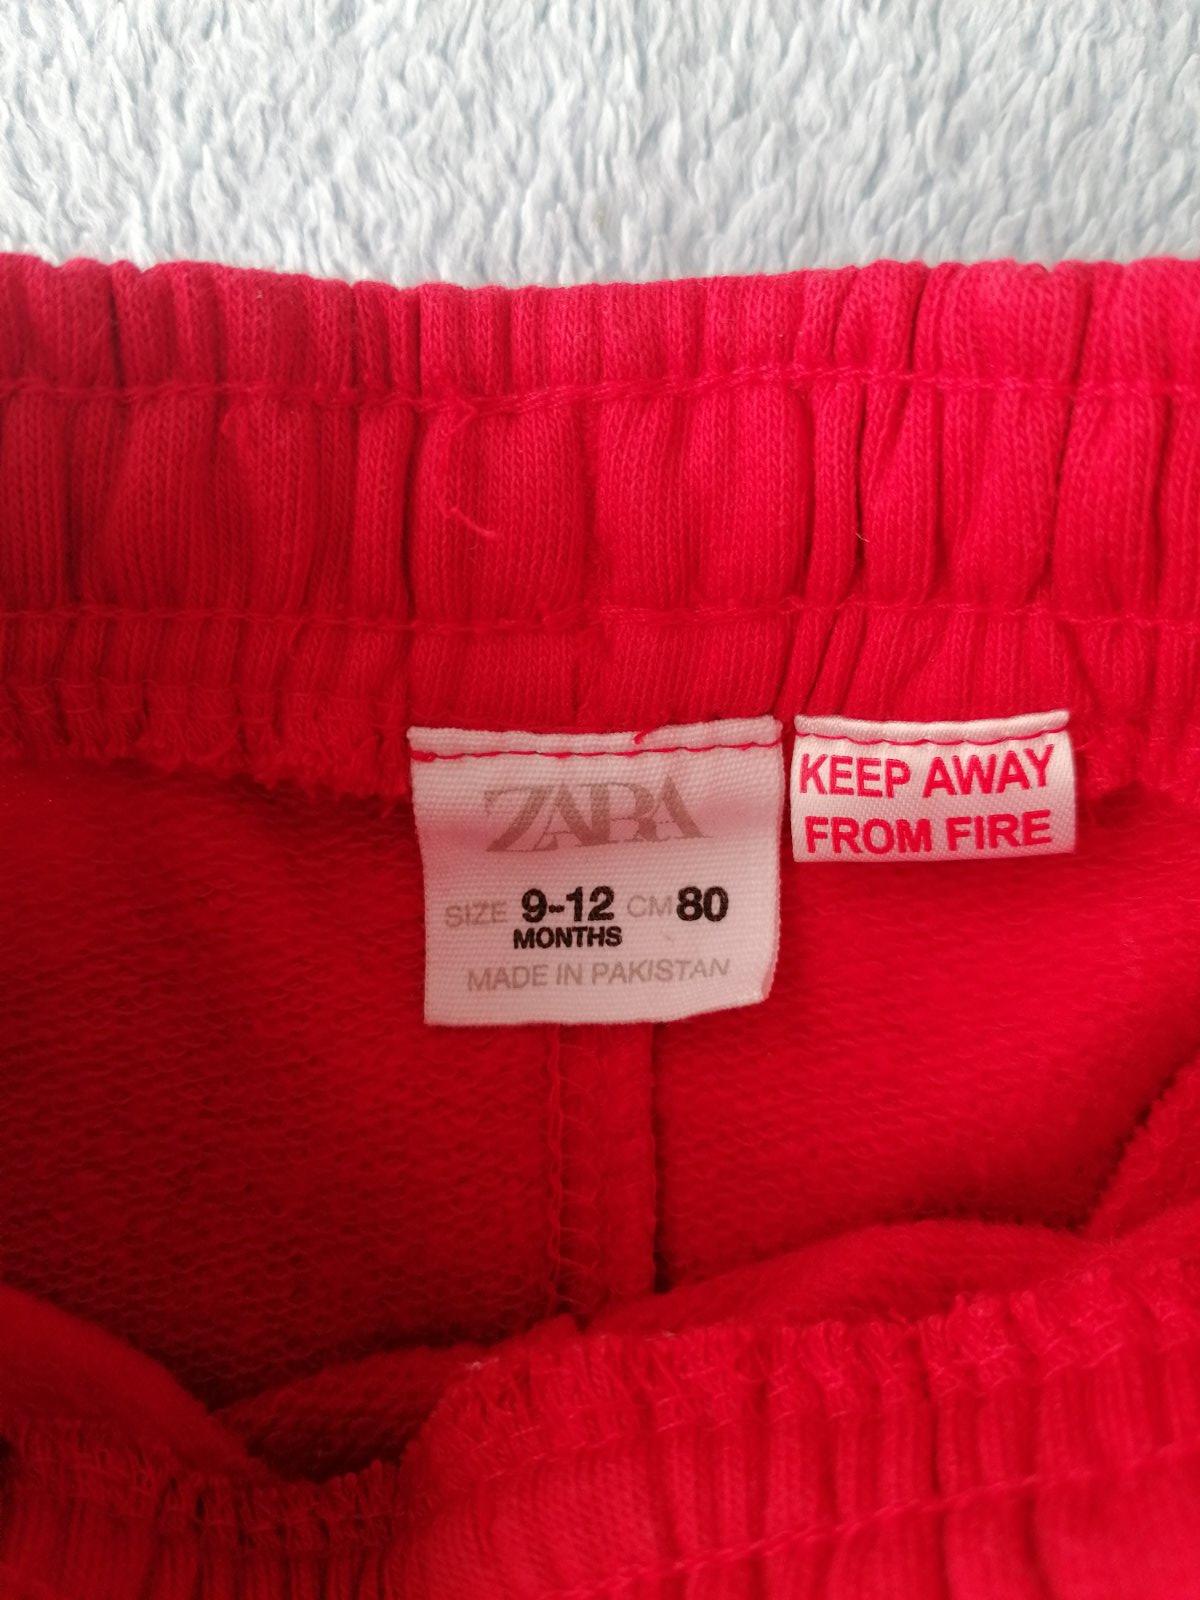 ZARA
SIZE 9-12 CM 80
MONTHS
MADE IN PAKISTAN
KEEP AWAY
FROM FIRE